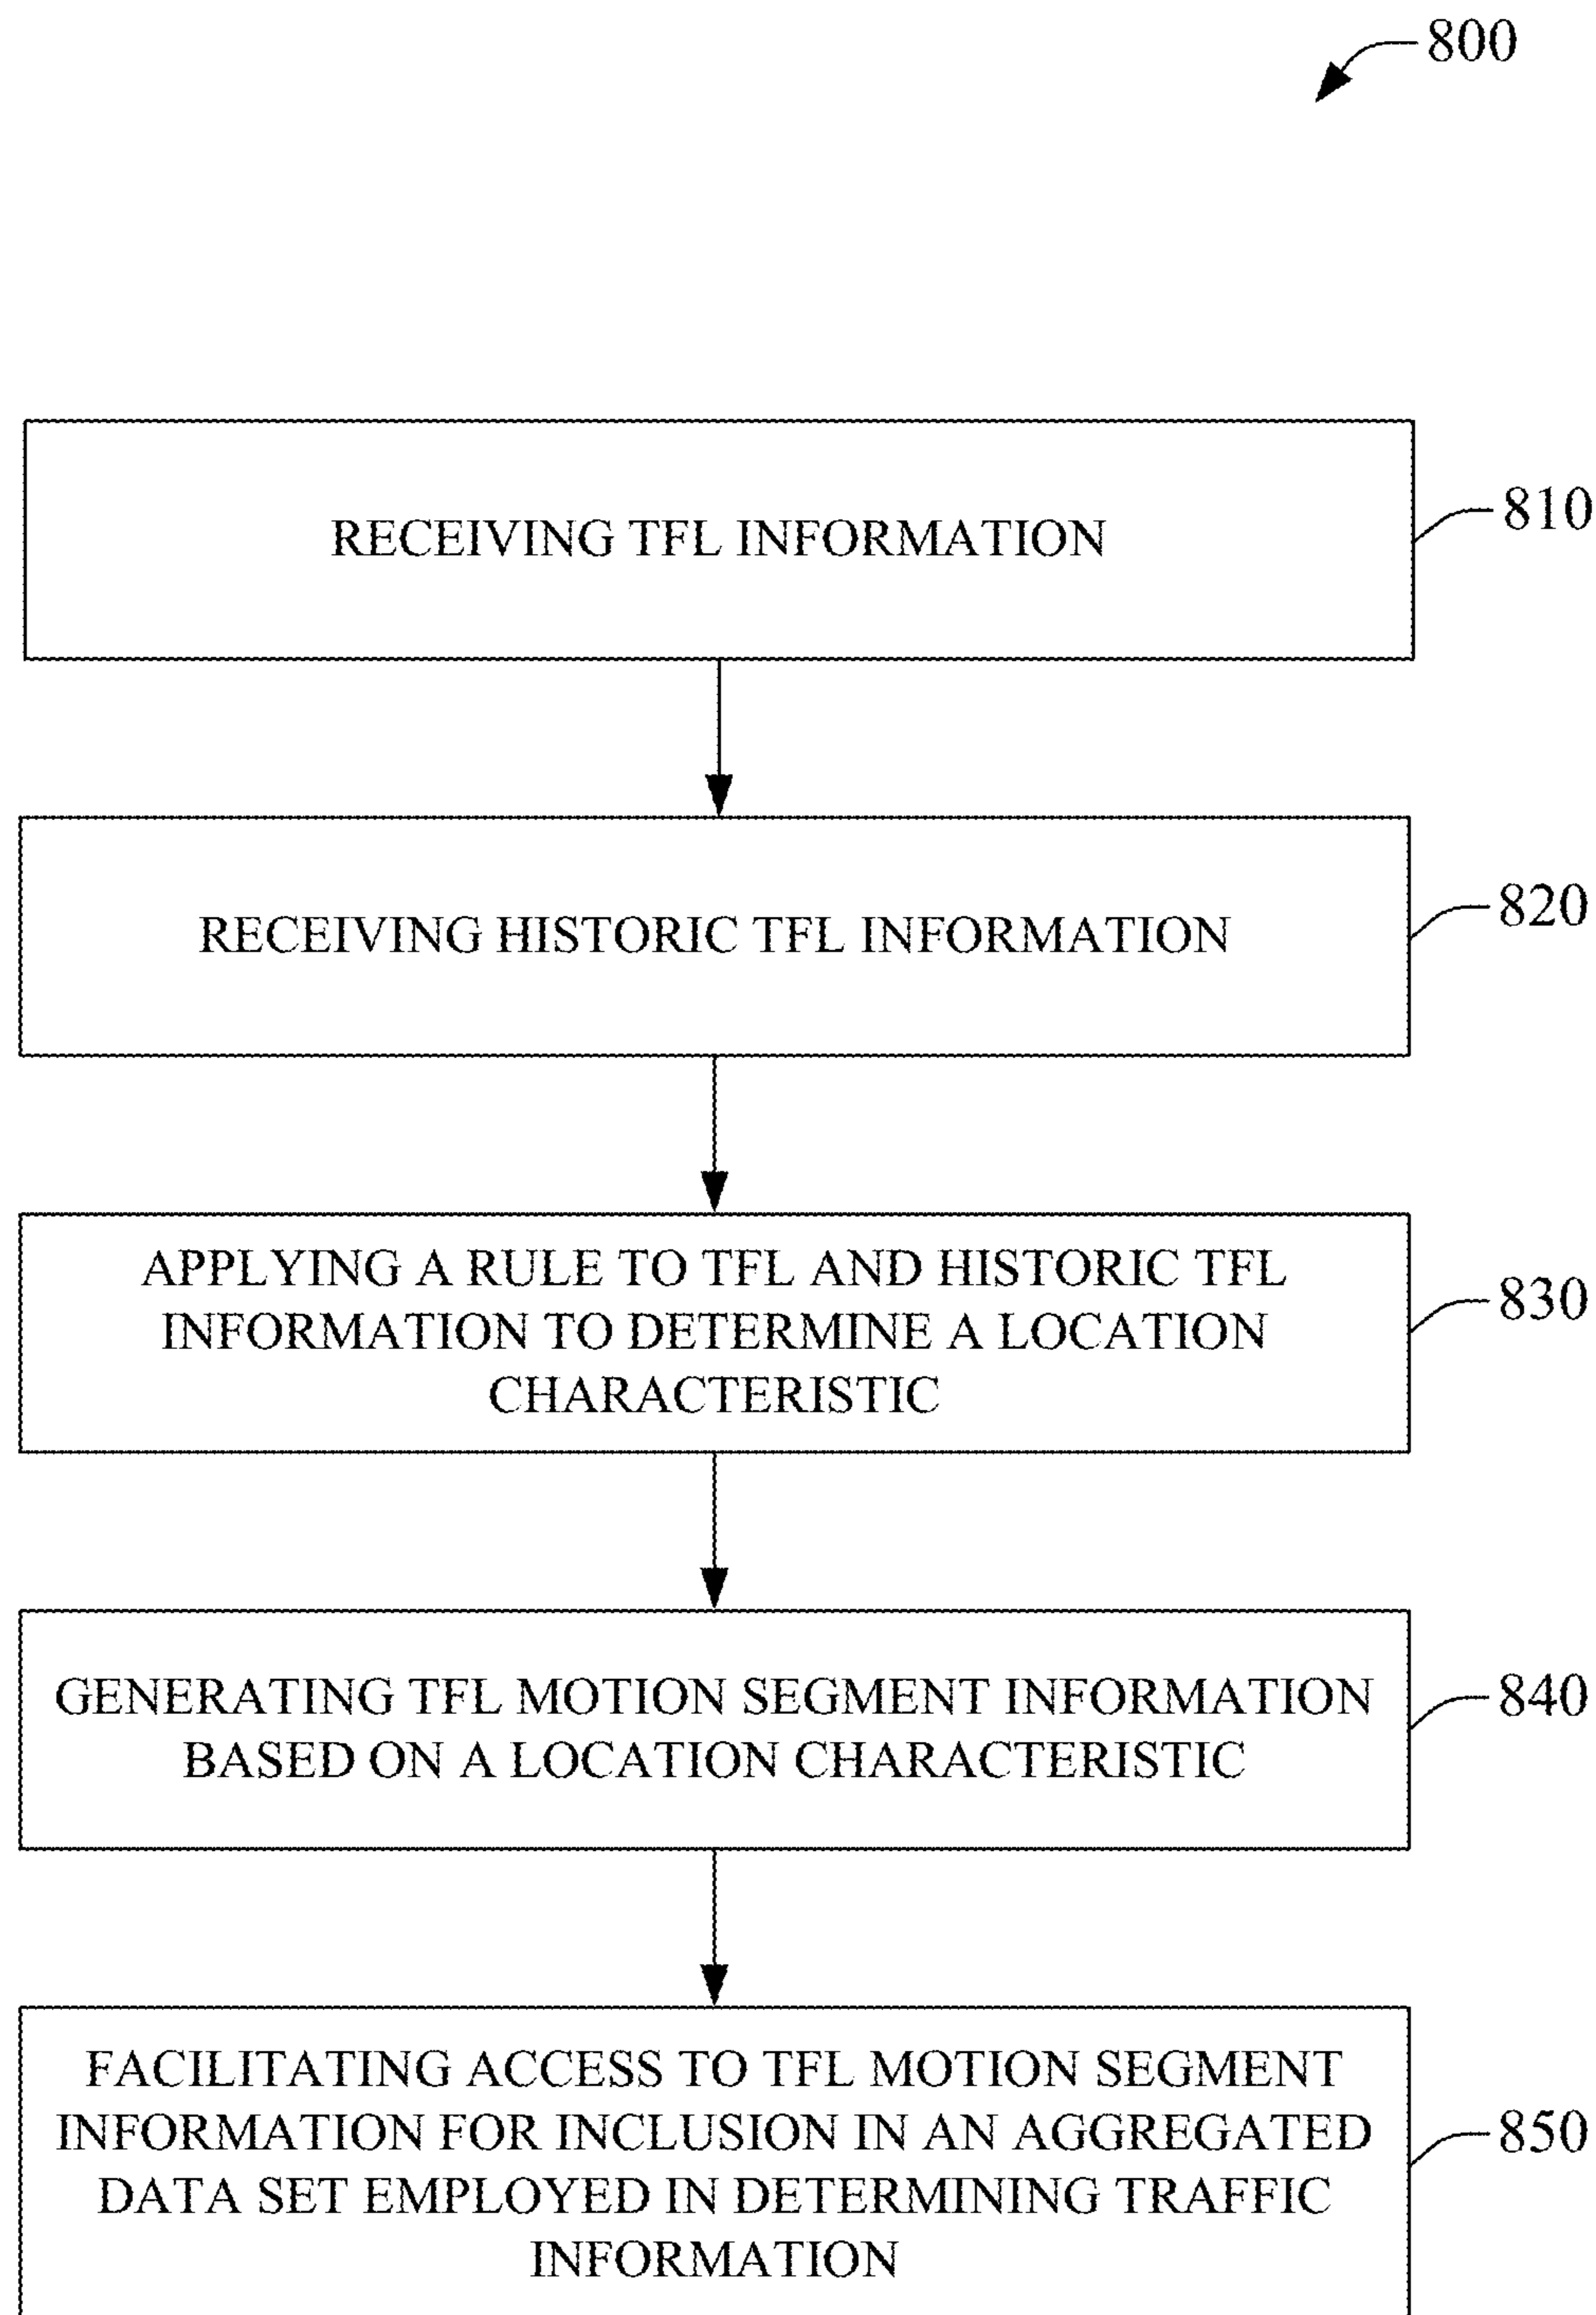 800
RECEIVING TFL INFORMATION
810
RECEIVING HISTORIC TFL INFORMATION
820
APPLYING A RULE TO TFL AND HISTORIC TFL
INFORMATION TO DETERMINE A LOCATION
CHARACTERISTIC
830
GENERATING TFL MOTION SEGMENT INFORMATION
BASED ON A LOCATION CHARACTERISTIC
840
FACILITATING ACCESS TO TFL MOTION SEGMENT
INFORMATION FOR INCLUSION IN AN AGGREGATED
DATA SET EMPLOYED IN DETERMINING TRAFFIC
INFORMATION
850